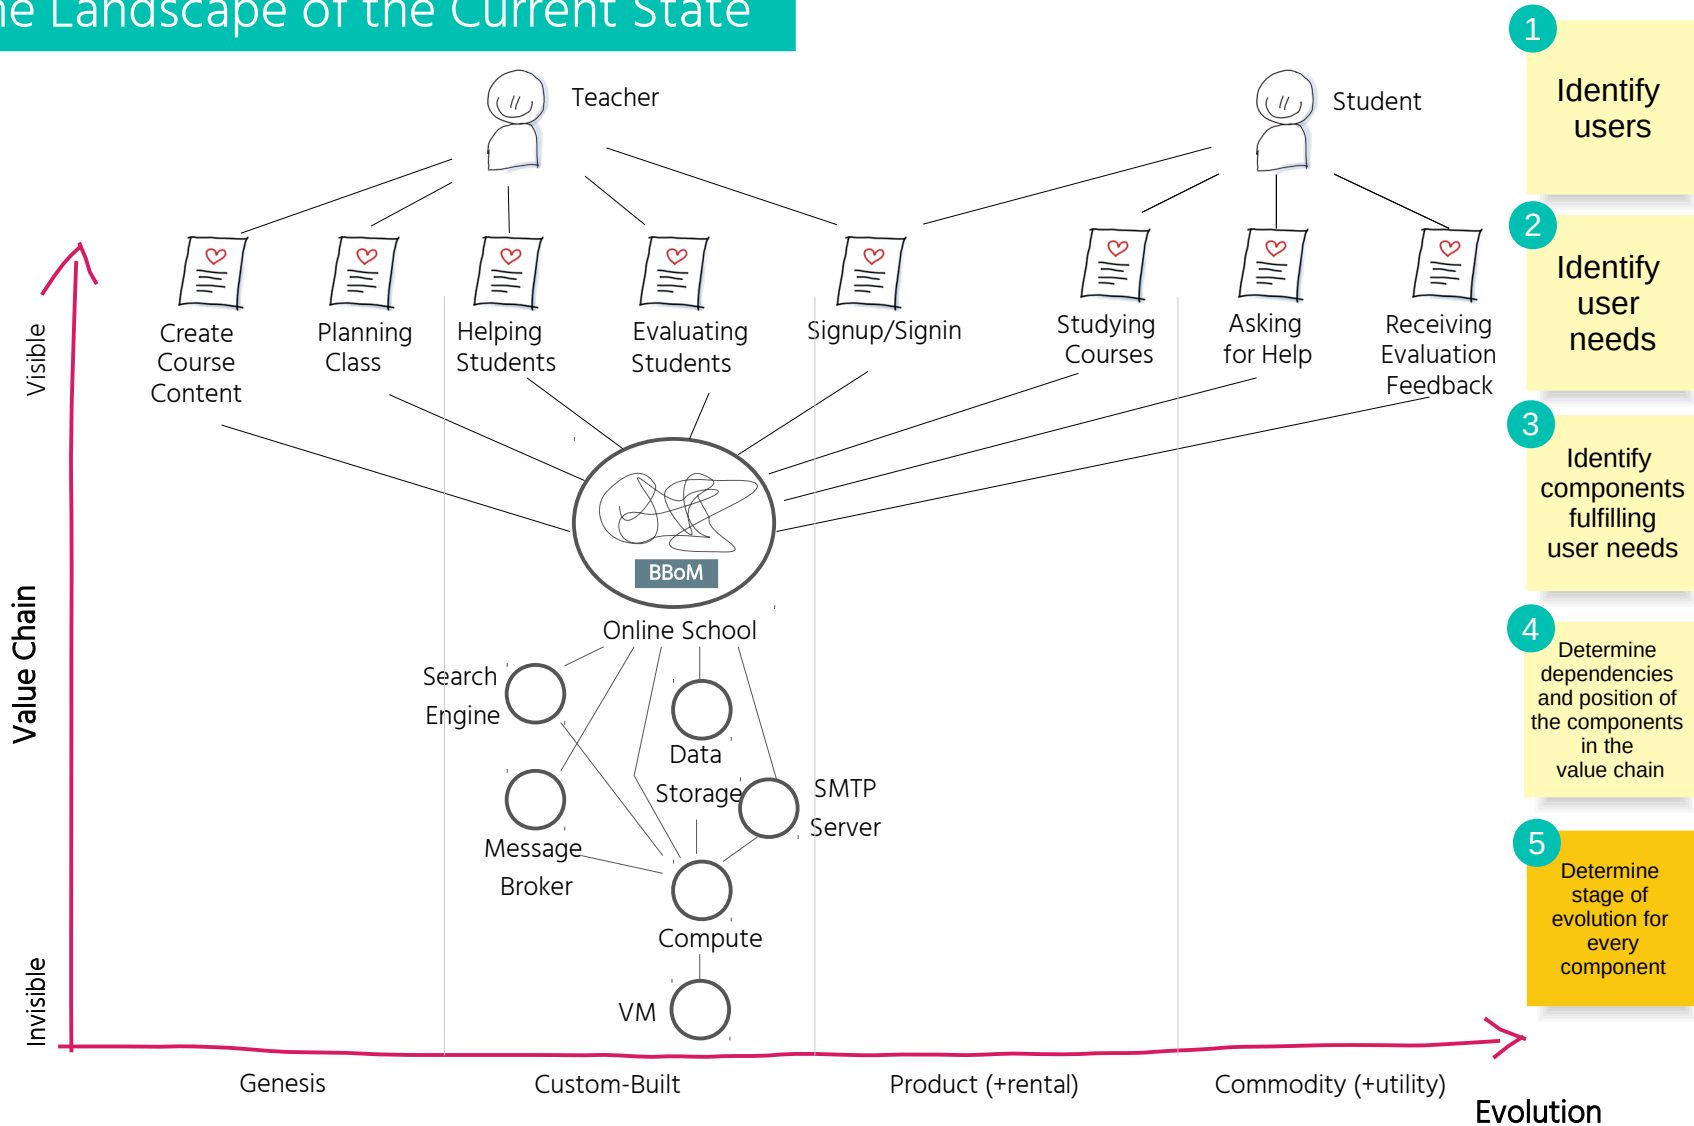 he Landscape of the Current State
Teacher
Student
Create
Course
Content
Planning
Class
Helping
Students
Evaluating
Students
Signup/Signin
Studying
Courses
Asking
for Help
Receiving
Evaluation
Feedback
BBoM
Online School
Search
Engine
Data
Storage
SMTP
Server
Message
Broker
Compute
VM
Visible
Value Chain
Invisible
Genesis
Custom-Built
Product (+rental)
Commodity (+utility)
Evolution
1
Identify
users
2
Identify
user
needs
3
Identify
components
fulfilling
user needs
4
Determine
dependencies
and position of
the components
in the
value chain
5
Determine
stage of
evolution for
every
component